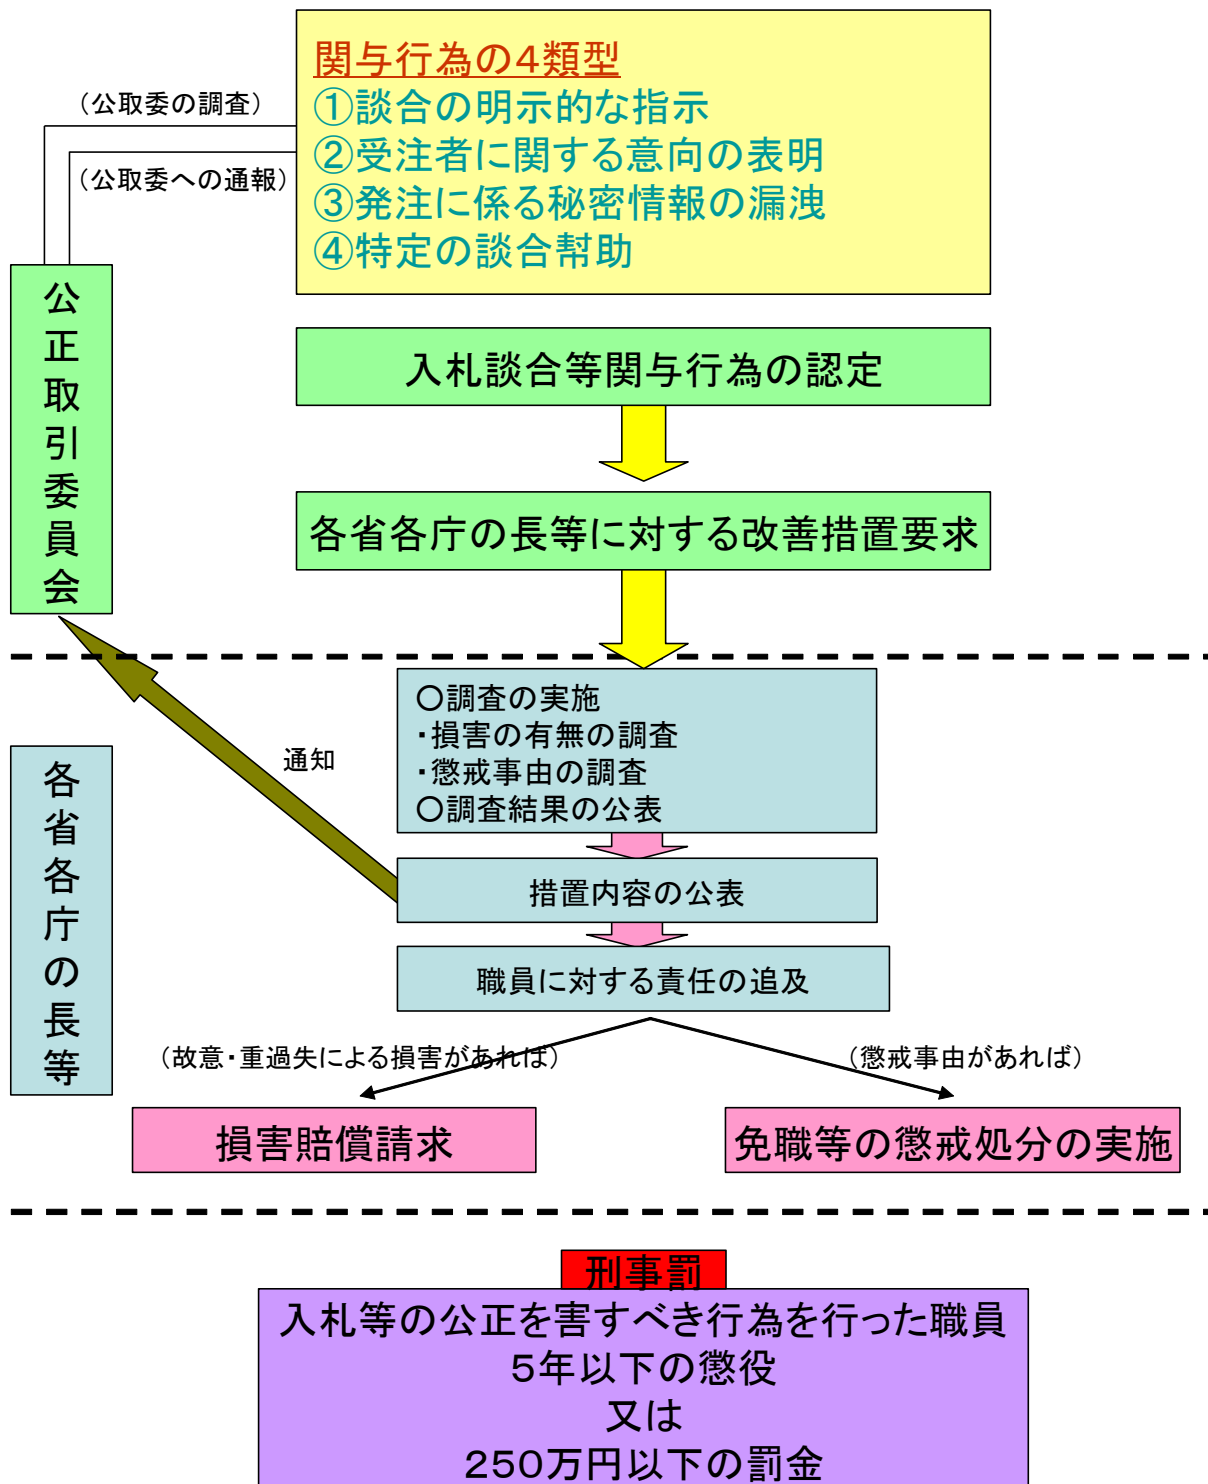 関与行為の4類型
①談合の明示的な指示
②受注者に関する意向の表明
③発注に係る秘密情報の漏洩
④特定の談合幇助
（公取委の調査）
（公取委への通報）
公正取引委員会
入札談合等関与行為の認定
各省各庁の長等に対する改善措置要求
○調査の実施
・損害の有無の調査
・懲戒事由の調査
○調査結果の公表
通知
各省各庁の長等
措置内容の公表
職員に対する責任の追及
（故意・重過失による損害があれば）
（懲戒事由があれば）
損害賠償請求
免職等の懲戒処分の実施
刑事罰
入札等の公正を害すべき行為を行った職員
5年以下の懲役
又は
250万円以下の罰金